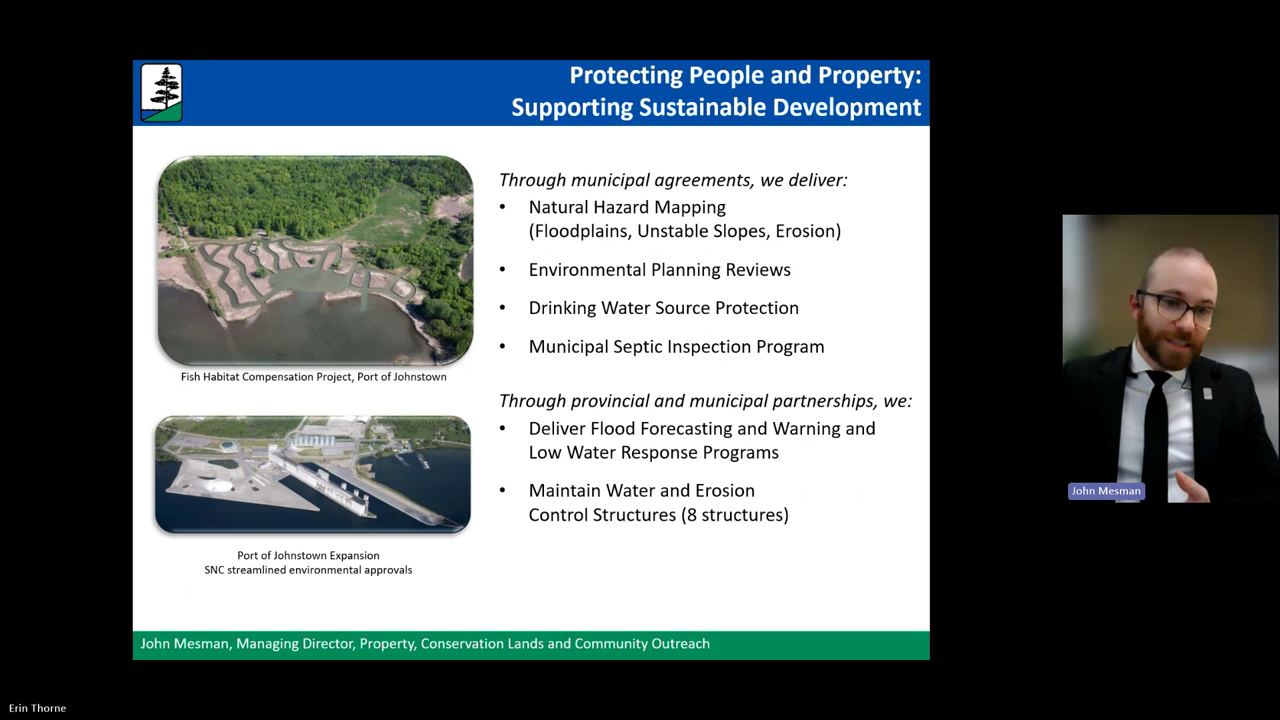 Protecting People and Property:
Supporting Sustainable Development
Through municipal agreements, we deliver:
• Natural Hazard Mapping
(Floodplains, Unstable Slopes, Erosion)
• Environmental Planning Reviews
• Drinking Water Source Protection
• Municipal Septic Inspection Program
Fish Habitat Compensation Project, Port of Johnstown
Through provincial and municipal partnerships, we:
• Deliver Flood Forecasting and Warning and
Low Water Response Programs
• Maintain Water and Erosion
Control Structures (8 structures)
Port of Johnstown Expansion
SNC streamlined environmental approvals
John Mesman, Managing Director, Property, Conservation Lands and Community Outreach
John Mesman
Erin Thorne